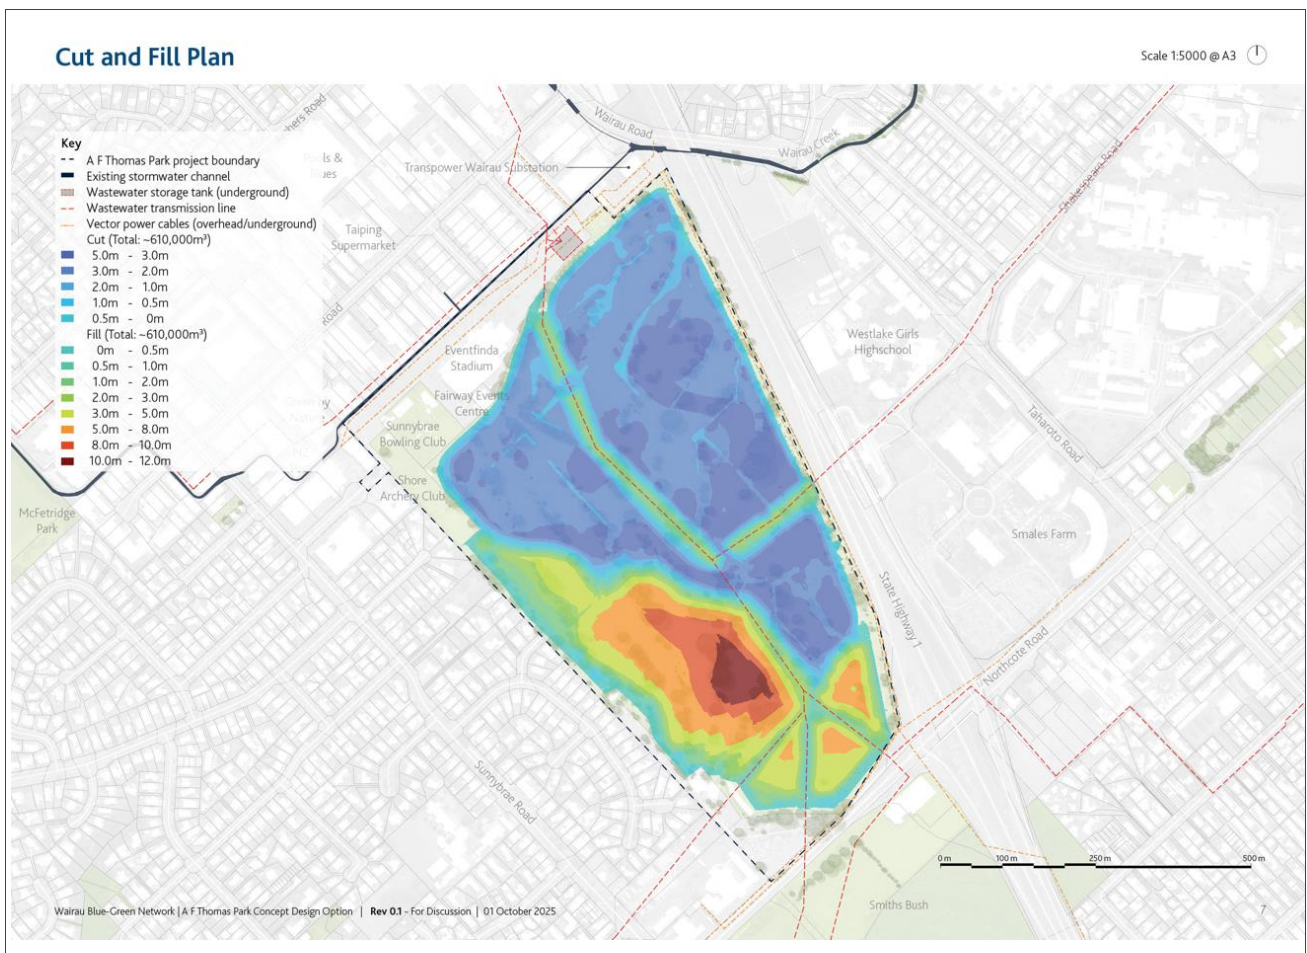 Cut and Fill Plan
Scale 1:5000 @ A3
Key
A F Thomas Park project boundary
Existing stormwater channel
Wastewater storage tank (underground)
Wastewater transmission line
Vector power cables (overhead/underground)
Cut (Total: ~610,000m³)
5.0m - 3.0m
3.0m - 2.0m
2.0m - 1.0m
1.0m - 0.5m
0.5m - 0m
Fill (Total: ~610,000m³)
0m - 0.5m
0.5m - 1.0m
1.0m - 2.0m
2.0m - 3.0m
3.0m - 5.0m
5.0m - 8.0m
8.0m - 10.0m
10.0m - 12.0m
Road
Wairau Road
Wairau Creek
Transpower Wairau Substation
Shakespeare Road
Taiping
Supermarket
Road
Eventfinda
Stadium
Westlake Girls
Highschool
Fairway Events
Centre
Sunnybrae
Bowling Club
Taharoto Road
Shore
Archery Club
McFetridge
Park
Smales Farm
State Highway 1
Northcote Road
Sunnybrae Road
Smiths Bush
0 m
100 m
250 m
500 m
Wairau Blue-Green Network | A F Thomas Park Concept Design Option | Rev 0.1 - For Discussion | 01 October 2025
7